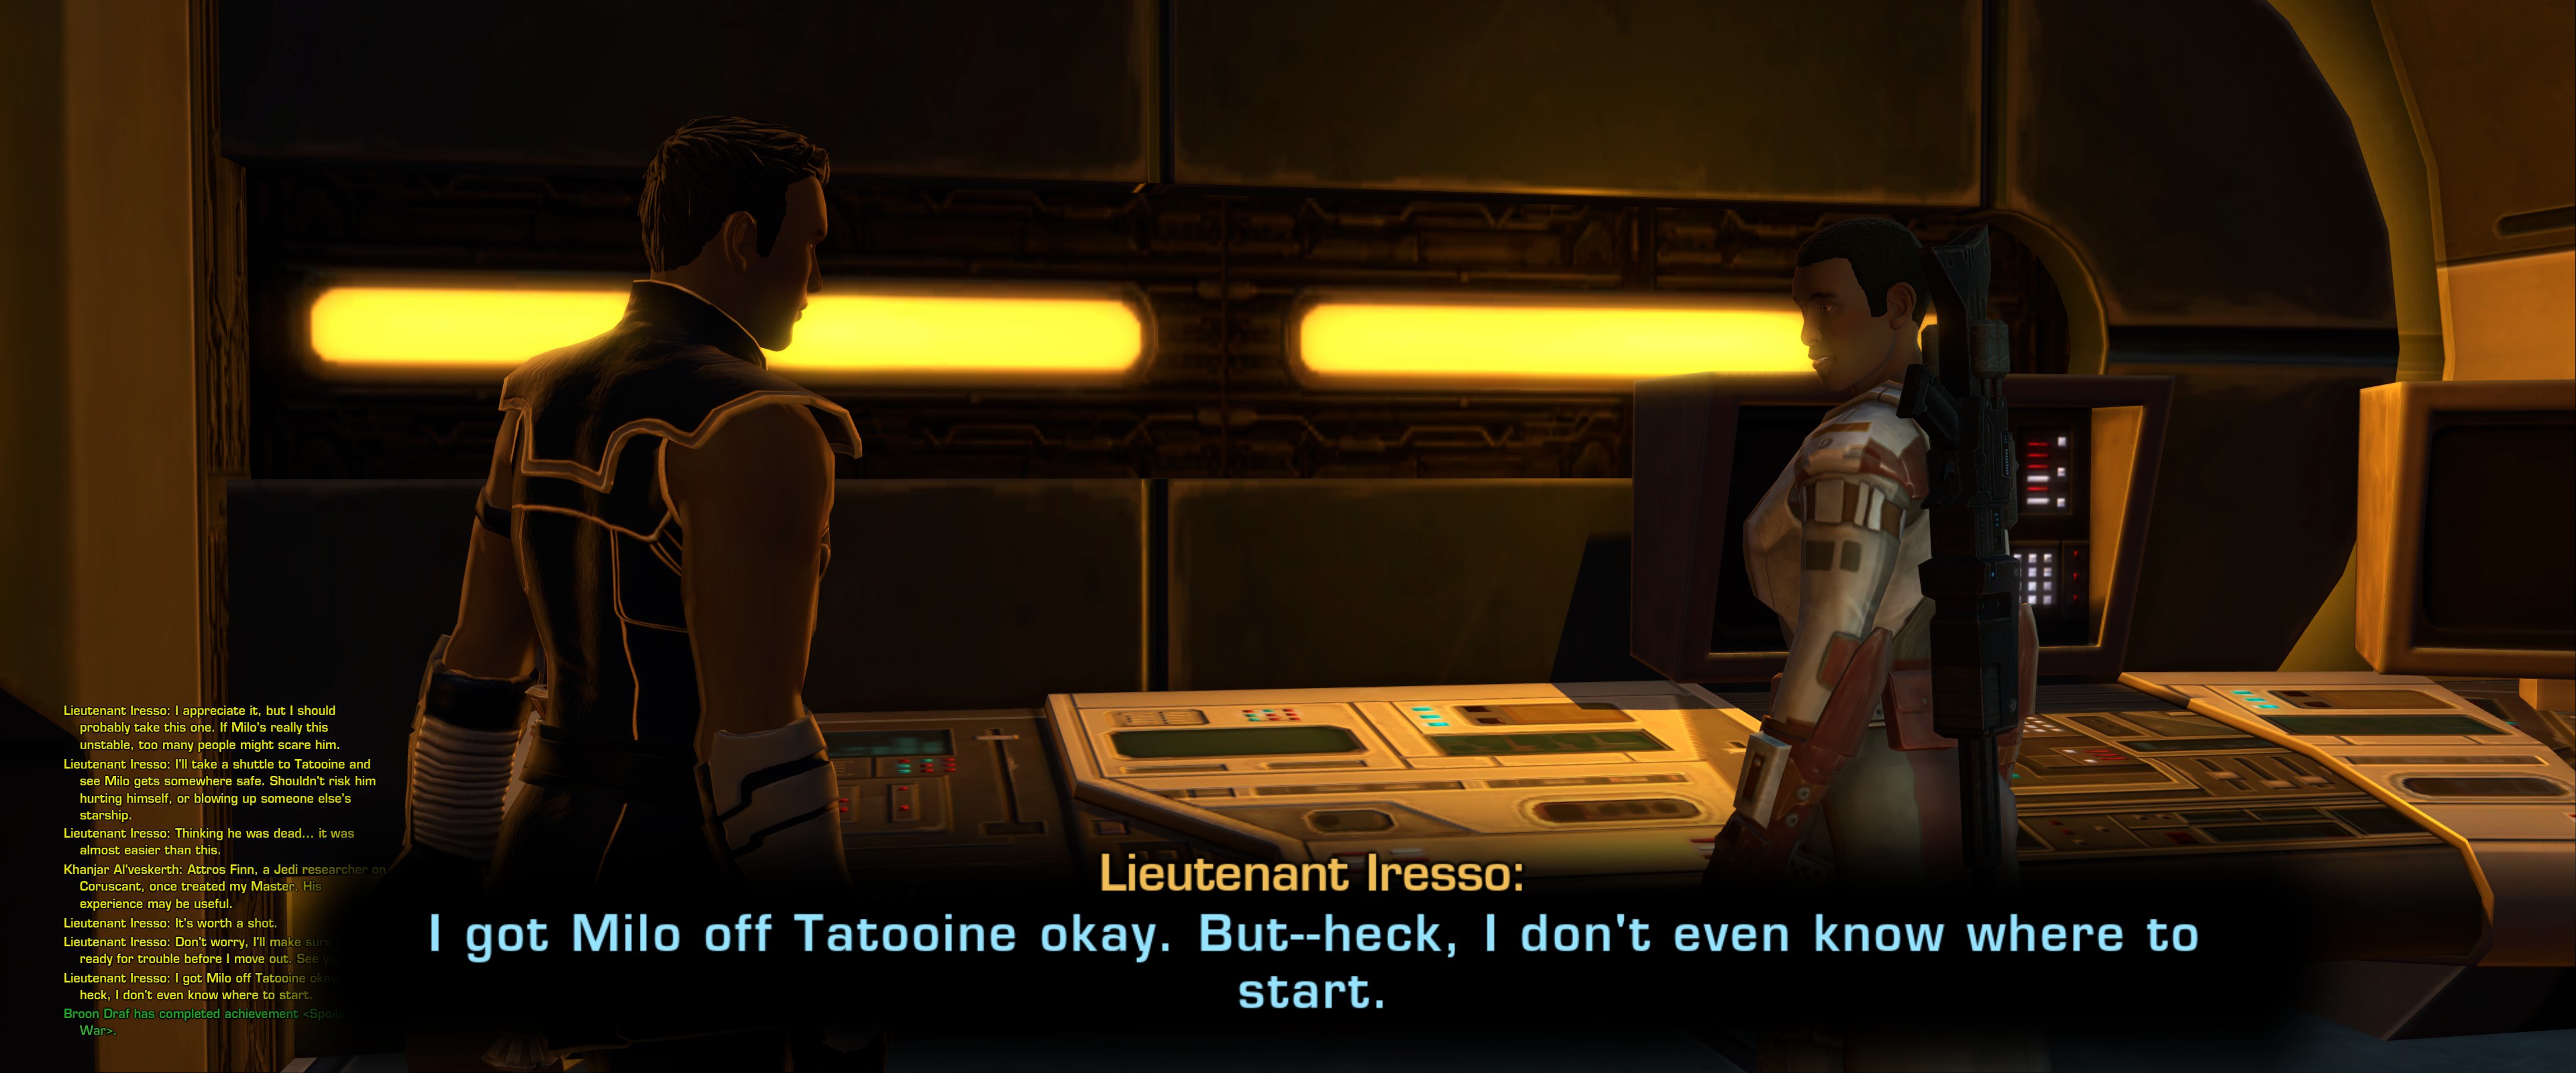 Lieutenant Iresso: I appreciate it, but I should
probably take this one. If Milo's really this
unstable, too many people might scare him.
Lieutenant Iresso: I'll take a shuttle to Tatooine and
see Milo gets somewhere safe. Shouldn't risk him
hurting himself, or blowing up someone else's
starship.
Lieutenant Iresso: Thinking he was dead... it was
almost easier than this.
Khanjar Al'veskerth: Attros Finn, a Jedi researcher on
Coruscant, once treated my Master. His
experience may be useful.
Lieutenant Iresso: It's worth a shot.
Lieutenant Iresso: Don't worry, I'll make sure
ready for trouble before I move out. See
Lieutenant Iresso: I got Milo off Tatooine
heck, I don't even know where to start.
Broon Draf has completed achievement <Spoils
War>.
Lieutenant Iresso:
I got Milo off Tatooine okay. But--heck, I don't even know where to
start.